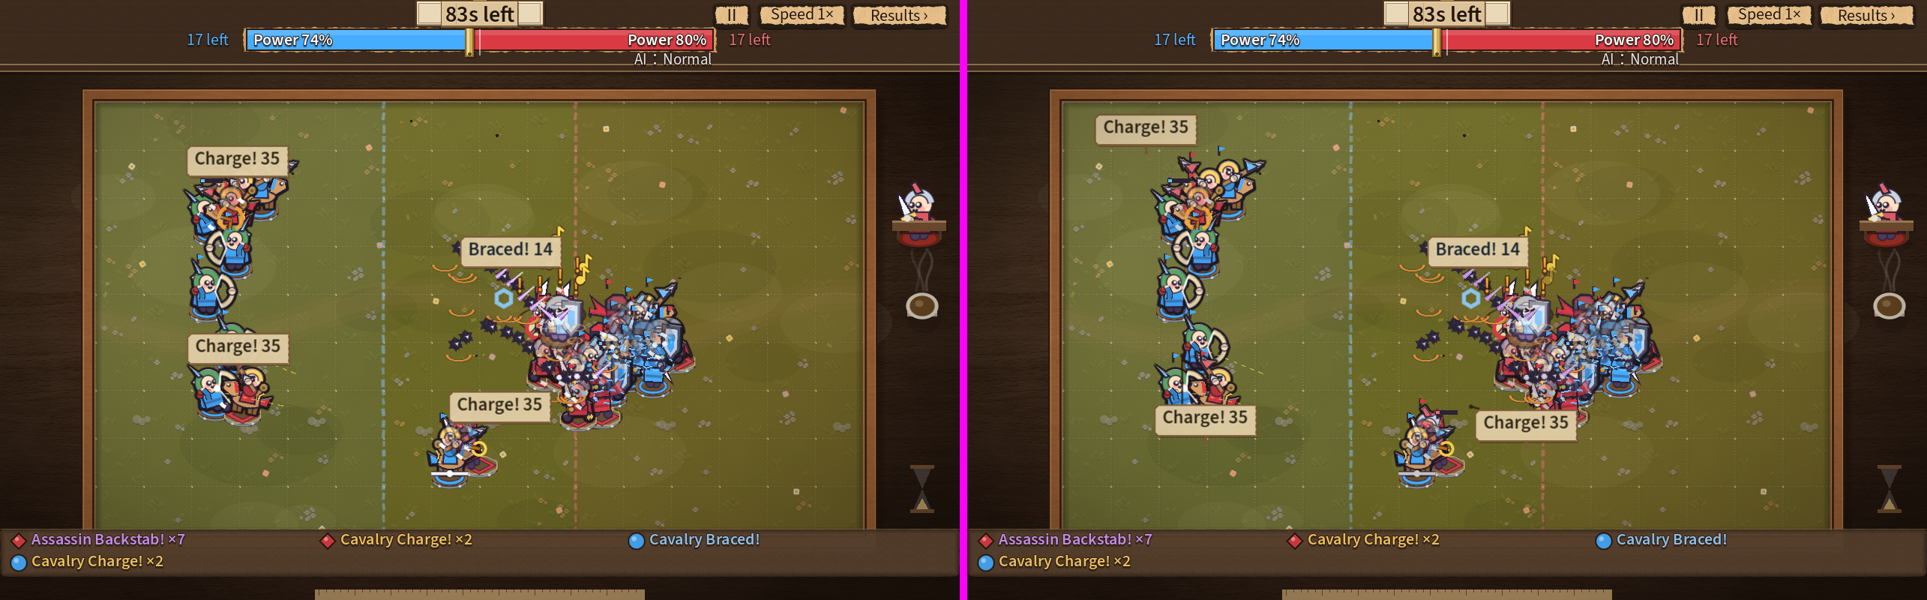 83s left
II
Speed 1×
Results ›
17 left
Power 74%
Power 80%
17 left
AI：Normal
Charge! 35
Braced! 14
Charge! 35
Charge! 35
Assassin Backstab! ×7
Cavalry Charge! ×2
Cavalry Braced!
Cavalry Charge! ×2
83s left
II
Speed 1×
Results ›
17 left
Power 74%
Power 80%
17 left
AI：Normal
Charge! 35
Braced! 14
Charge! 35
Charge! 35
Assassin Backstab! ×7
Cavalry Charge! ×2
Cavalry Braced!
Cavalry Charge! ×2